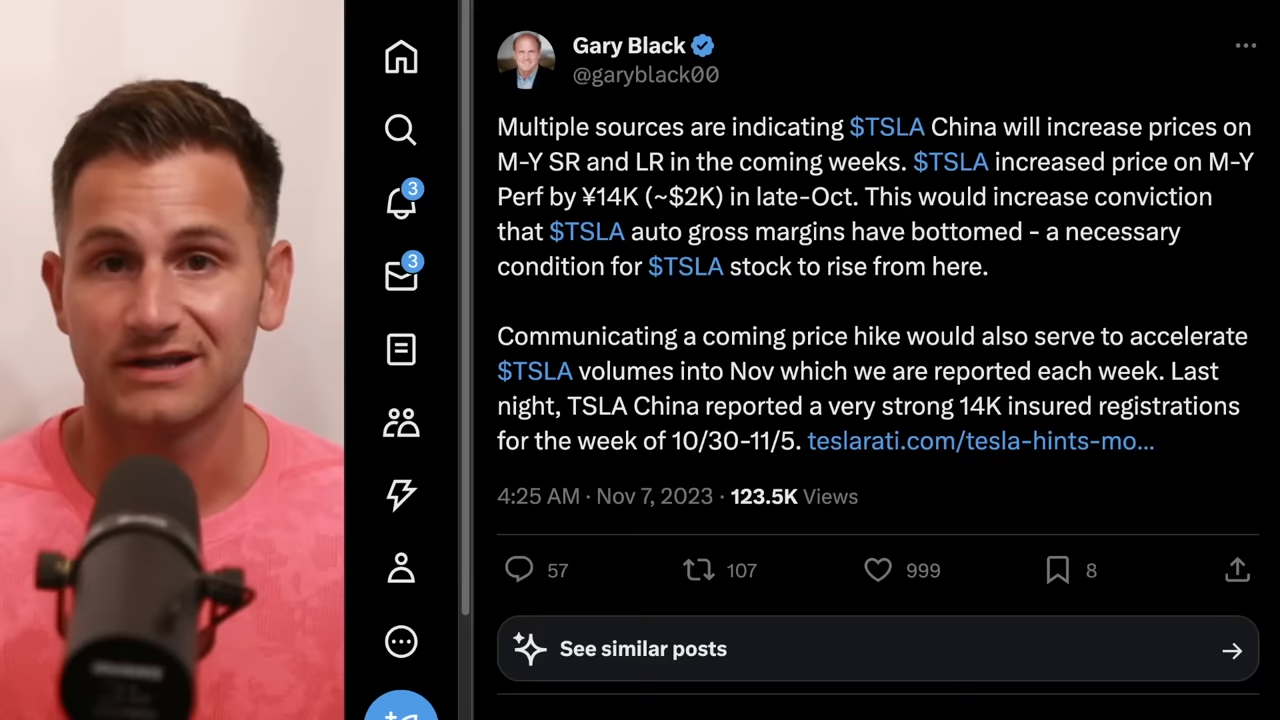 Gary Black
@garyblack00
Multiple sources are indicating $TSLA China will increase prices on
M-Y SR and LR in the coming weeks. $TSLA increased price on M-Y
Perf by ¥14K (~$2K) in late-Oct. This would increase conviction
that $TSLA auto gross margins have bottomed - a necessary
condition for $TSLA stock to rise from here.
Communicating a coming price hike would also serve to accelerate
$TSLA volumes into Nov which we are reported each week. Last
night, TSLA China reported a very strong 14K insured registrations
for the week of 10/30-11/5. teslarati.com/tesla-hints-mo...
4:25 AM · Nov 7, 2023 · 123.5K Views
57 107 999 8
See similar posts
3
3